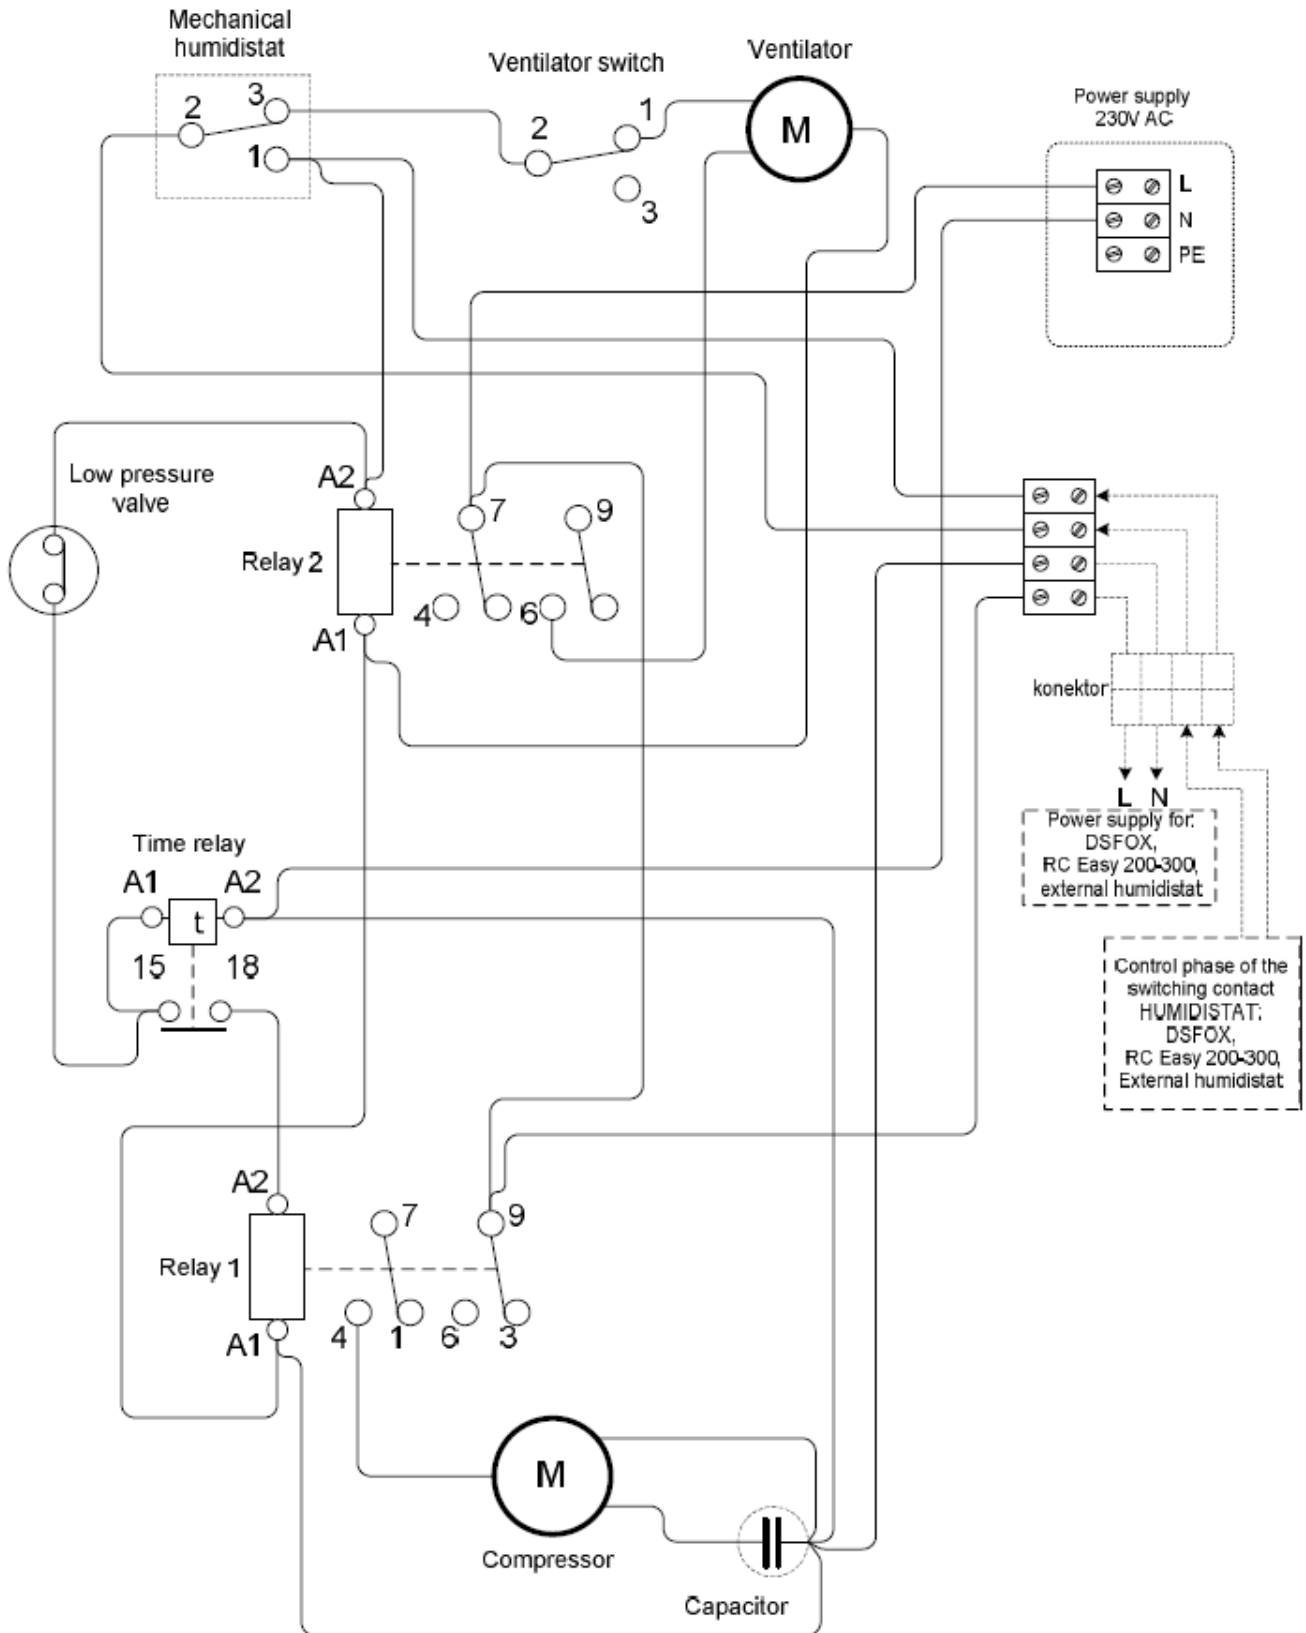 Mechanical
humidistat
Ventilator switch
Ventilator
Power supply
230V AC
2
3
1
2
1
3
M
L
N
PE
Low pressure
valve
A2
Relay 2
A1
7
9
4
6
konektor
L N
Power supply for:
DSFOX,
RC Easy 200-300,
external humidistat
Time relay
A1
A2
t
15
18
Control phase of the
switching contact
HUMIDISTAT:
DSFOX,
RC Easy 200-300,
External humidistat
A2
Relay 1
A1
7
9
4
1
6
3
M
Compressor
Capacitor